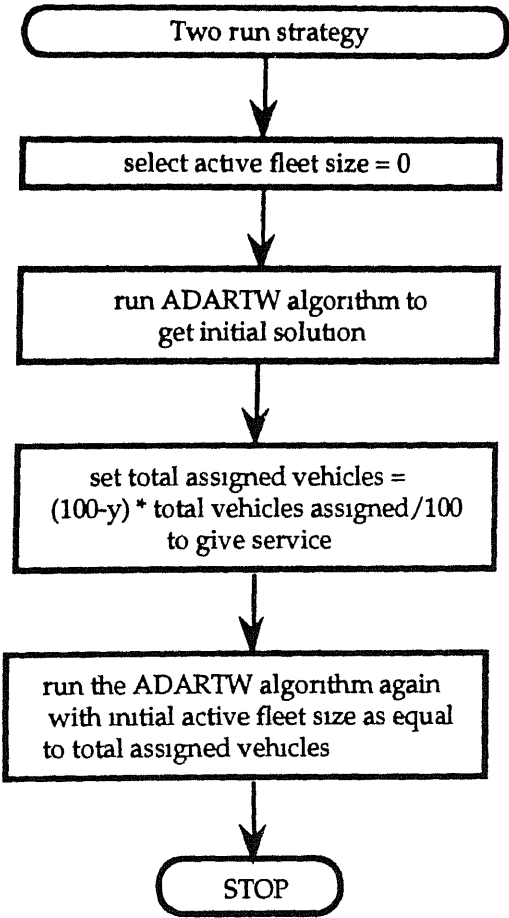 Two run strategy
select active fleet size = 0
run ADARTW algorithm to
get initial solution
set total assigned vehicles =
(100-y) * total vehicles assigned/100
to give service
run the ADARTW algorithm again
with initial active fleet size as equal
to total assigned vehicles
STOP